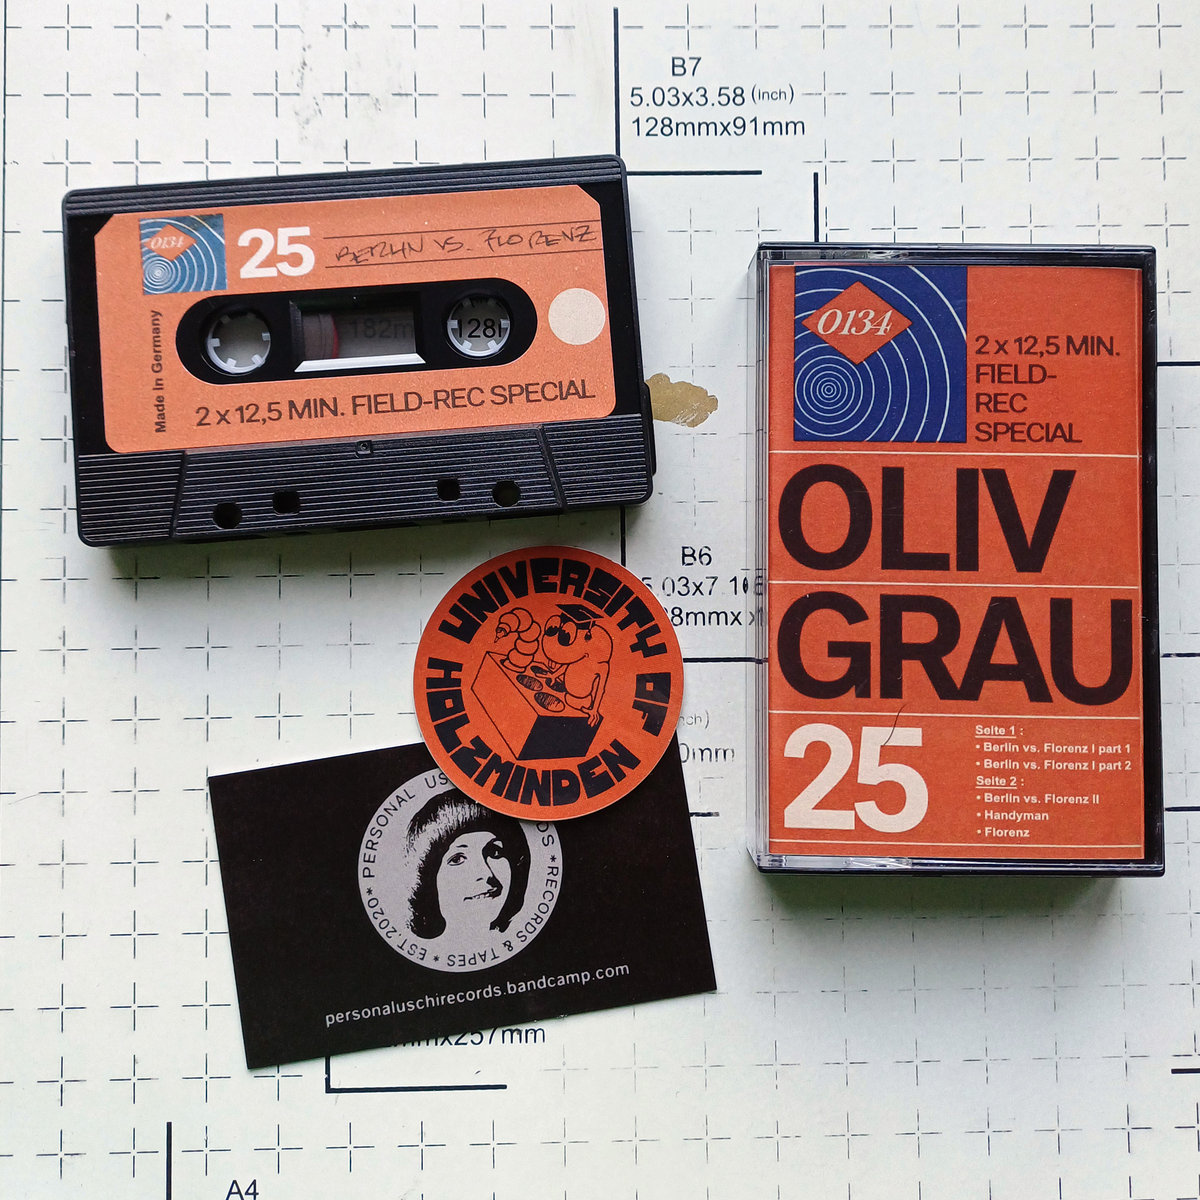 B7
5.03x3.58 (inch)
128mmx91mm
0134
25
BERLIN VS. FLORENZ
Made in Germany
182m
128
2 x 12,5 MIN. FIELD-REC SPECIAL
0134
2 x 12,5 MIN.
FIELD-
REC
SPECIAL
OLIV
GRAU
25
Seite 1 :
• Berlin vs. Florenz I part 1
• Berlin vs. Florenz I part 2
Seite 2 :
• Berlin vs. Florenz II
• Handyman
• Florenz
B6
UNIVERSITY OF
HOLZMINDEN
PERSONAL
*RECORDS & TAPES * EST. 2020*
personaluschirecords.bandcamp.com
x257mm
A4